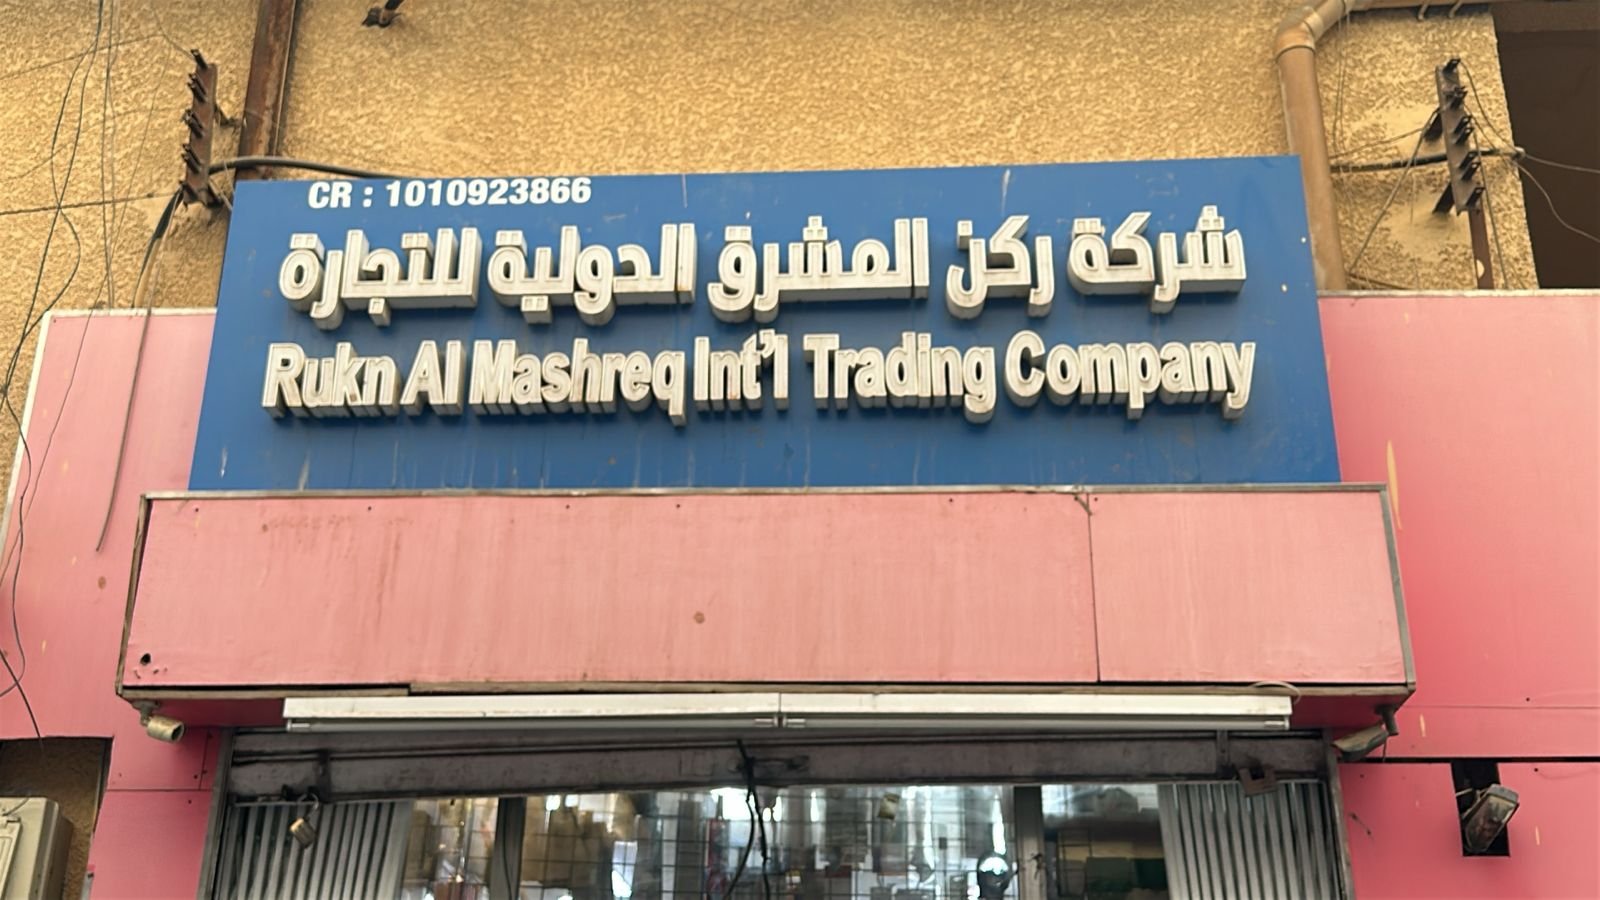 CR : 1010923866
شركة ركن المشرق الدولية للتجارة
Rukn Al Mashreq Int'l Trading Company